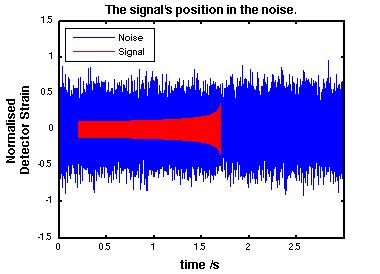 The signal's position in the noise.
1.5
Noise
Signal
1
0.5
0
-0.5
-1
-1.5
Normalised
Detector Strain
0
0.5
1
1.5
2
2.5
time /s